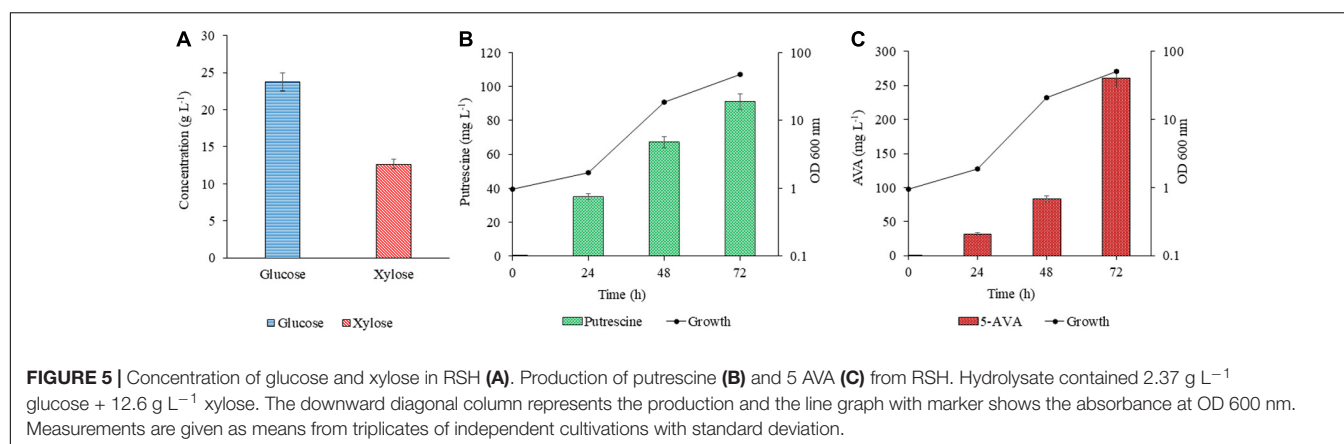 A
30
25
20
15
10
5
0
Concentration (g L-1)
Glucose
Xylose
Glucose
Xylose
B
120
100
80
60
40
20
0
Putrescine (mg L-1)
100
10
1
0.1
OD 600 nm
0
24
48
72
Time (h)
Putrescine
Growth
C
300
250
200
150
100
50
0
AVA (mg L-1)
100
10
1
0.1
OD 600 nm
0
24
48
72
Time (h)
5-AVA
Growth
FIGURE 5 | Concentration of glucose and xylose in RSH (A). Production of putrescine (B) and 5 AVA (C) from RSH. Hydrolysate contained 2.37 g L−1
glucose + 12.6 g L−1 xylose. The downward diagonal column represents the production and the line graph with marker shows the absorbance at OD 600 nm.
Measurements are given as means from triplicates of independent cultivations with standard deviation.